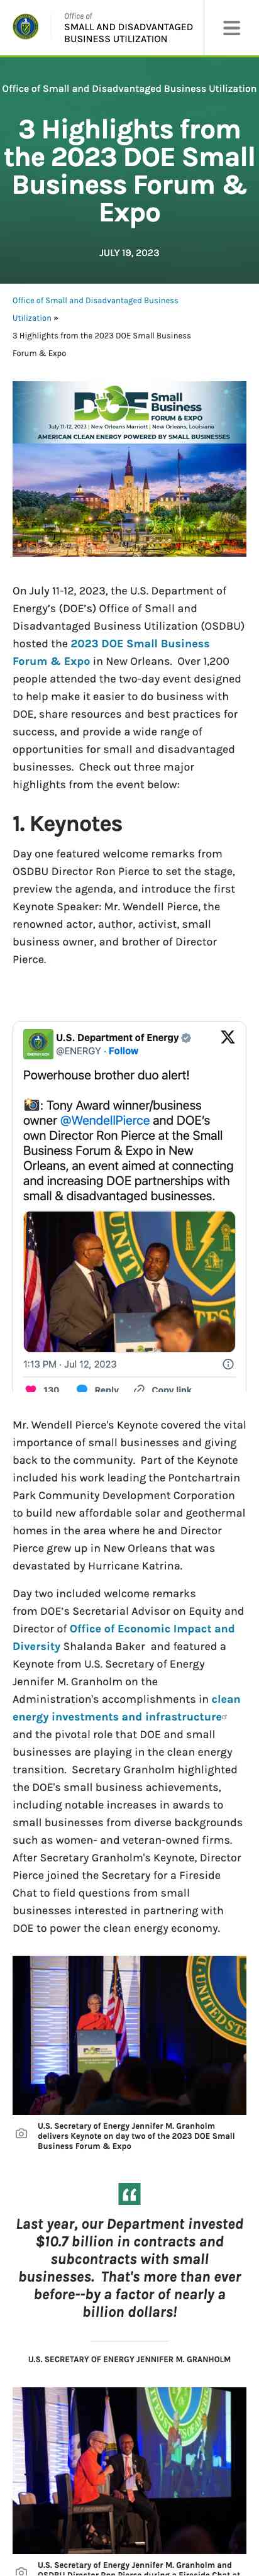 Office of
SMALL AND DISADVANTAGED
BUSINESS UTILIZATION
Office of Small and Disadvantaged Business Utilization
3 Highlights from
the 2023 DOE Small
Business Forum &
Expo
JULY 19, 2023
Office of Small and Disadvantaged Business
Utilization »
3 Highlights from the 2023 DOE Small Business
Forum & Expo
DOE Small
Business
FORUM & EXPO
July 11-12, 2023 | New Orleans Marriott | New Orleans, Louisiana
AMERICAN CLEAN ENERGY POWERED BY SMALL BUSINESSES
On July 11-12, 2023, the U.S. Department of
Energy’s (DOE’s) Office of Small and
Disadvantaged Business Utilization (OSDBU)
hosted the 2023 DOE Small Business
Forum & Expo in New Orleans.  Over 1,200
people attended the two-day event designed
to help make it easier to do business with
DOE, share resources and best practices for
success, and provide a wide range of
opportunities for small and disadvantaged
businesses.  Check out three major
highlights from the event below:
1. Keynotes
Day one featured welcome remarks from
OSDBU Director Ron Pierce to set the stage,
preview the agenda, and introduce the first
Keynote Speaker: Mr. Wendell Pierce, the
renowned actor, author, activist, small
business owner, and brother of Director
Pierce.
U.S. Department of Energy
@ENERGY · Follow
Powerhouse brother duo alert!
: Tony Award winner/business
owner @WendellPierce and DOE’s
own Director Ron Pierce at the Small
Business Forum & Expo in New
Orleans, an event aimed at connecting
and increasing DOE partnerships with
small & disadvantaged businesses.
1:13 PM · Jul 12, 2023
130 Reply Copy link
Mr. Wendell Pierce's Keynote covered the vital
importance of small businesses and giving
back to the community.  Part of the Keynote
included his work leading the Pontchartrain
Park Community Development Corporation
to build new affordable solar and geothermal
homes in the area where he and Director
Pierce grew up in New Orleans that was
devastated by Hurricane Katrina.
Day two included welcome remarks
from DOE’s Secretarial Advisor on Equity and
Director of Office of Economic Impact and
Diversity Shalanda Baker  and featured a
Keynote from U.S. Secretary of Energy
Jennifer M. Granholm on the
Administration's accomplishments in clean
energy investments and infrastructure
and the pivotal role that DOE and small
businesses are playing in the clean energy
transition.  Secretary Granholm highlighted
the DOE's small business achievements,
including notable increases in awards to
small businesses from diverse backgrounds
such as women- and veteran-owned firms.
After Secretary Granholm's Keynote, Director
Pierce joined the Secretary for a Fireside
Chat to field questions from small
businesses interested in partnering with
DOE to power the clean energy economy.
U.S. Secretary of Energy Jennifer M. Granholm
delivers Keynote on day two of the 2023 DOE Small
Business Forum & Expo
Last year, our Department invested
$10.7 billion in contracts and
subcontracts with small
businesses.  That's more than ever
before--by a factor of nearly a
billion dollars!
U.S. SECRETARY OF ENERGY JENNIFER M. GRANHOLM
U.S. Secretary of Energy Jennifer M. Granholm and
OSDBU Director Ron Pierce during a Fireside Chat at